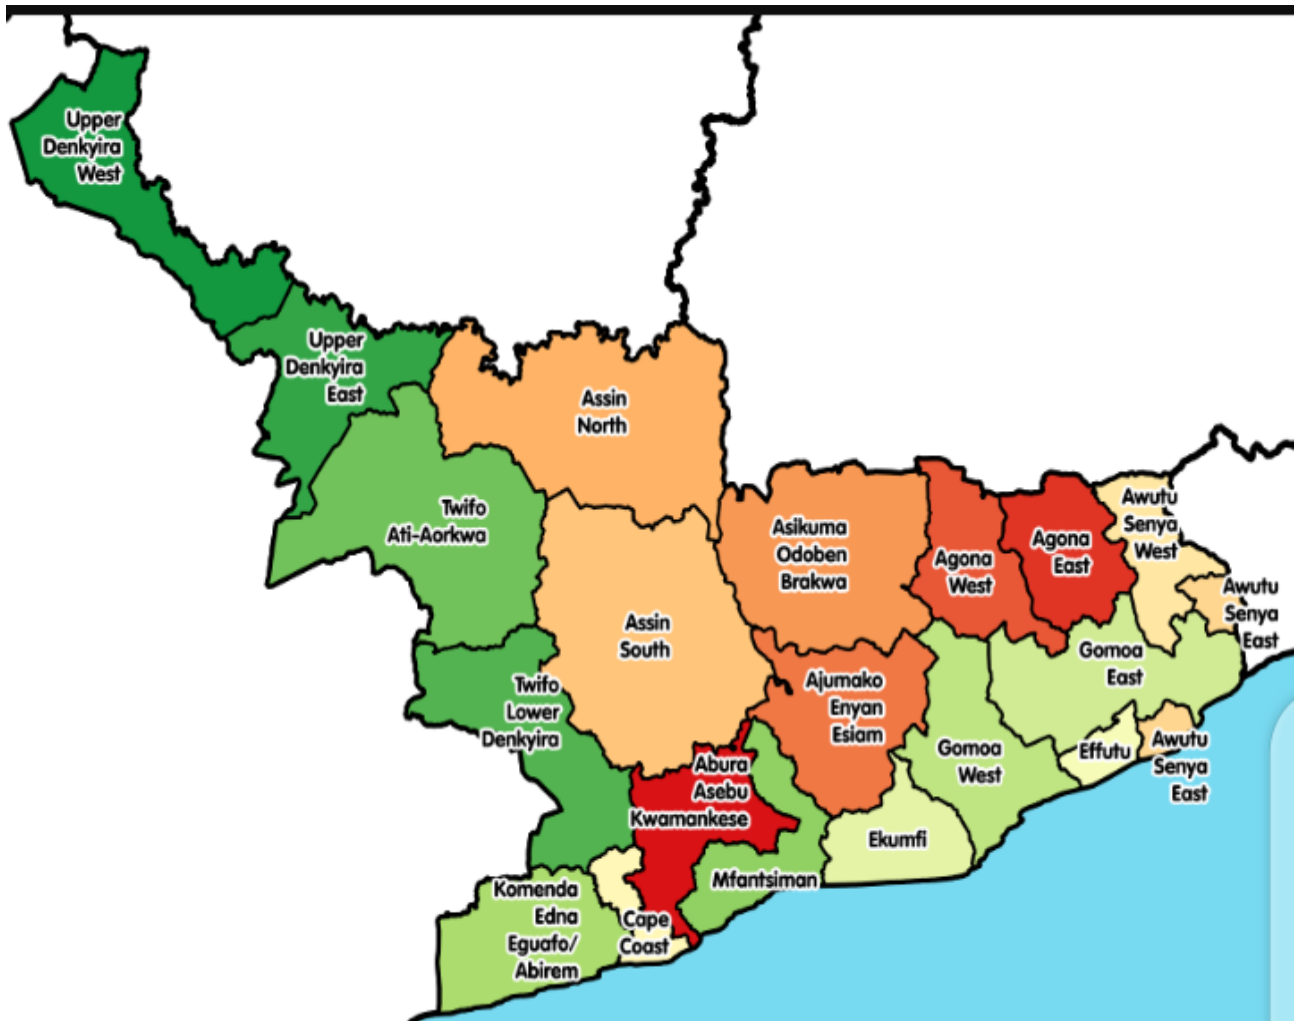 Upper
Denkyira
West
Upper
Denkyira
East
Assin
North
Twifo
Ati-Aorkwa
Asikuma
Odoben
Brakwa
Agona
West
Agona
East
Awutu
Senya
West
Awutu
Senya
East
Assin
South
Gomoa
East
Twifo
Lower
Denkyira
Ajumako
Enyan
Esiam
Gomoa
West
Effutu
Awutu
Senya
East
Abura
Asebu
Kwamankese
Ekumfi
Mfantsiman
Komenda
Edna
Eguafo/
Abirem
Cape
Coast